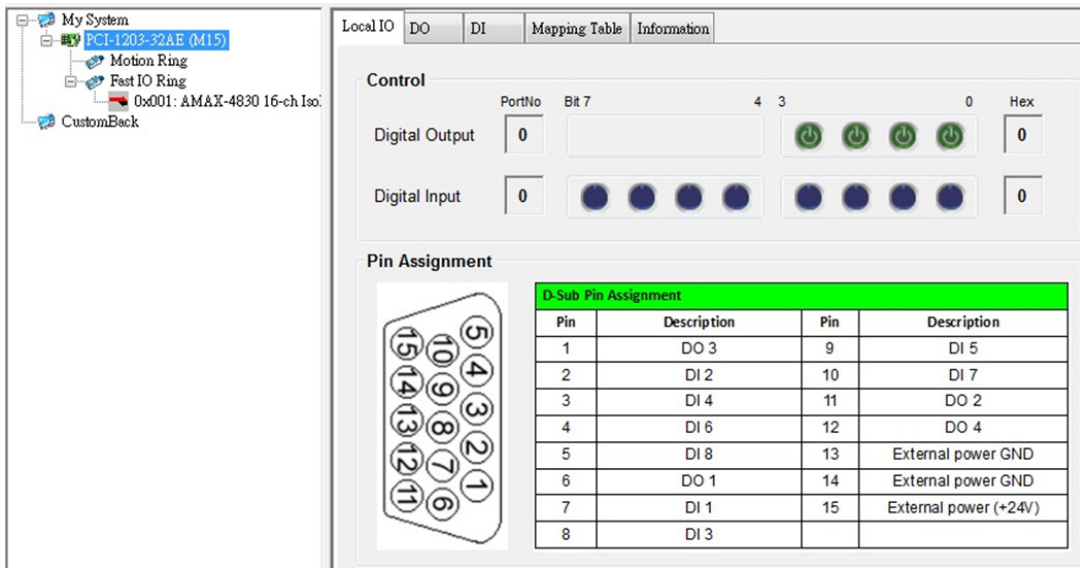 My System
PCI-1203-32AE (M15)
Motion Ring
Fast IO Ring
0x001: AMAX-4830 16-ch Iso
CustomBack
Local IO DO DI Mapping Table Information
Control
PortNo Bit 7 4 3 0 Hex
Digital Output 0 0
Digital Input 0 0
Pin Assignment
5
10
15
4
9
14
3
8
13
2
7
12
1
6
11
D-Sub Pin Assignment
Pin Description Pin Description
1 DO 3 9 DI 5
2 DI 2 10 DI 7
3 DI 4 11 DO 2
4 DI 6 12 DO 4
5 DI 8 13 External power GND
6 DO 1 14 External power GND
7 DI 1 15 External power (+24V)
8 DI 3